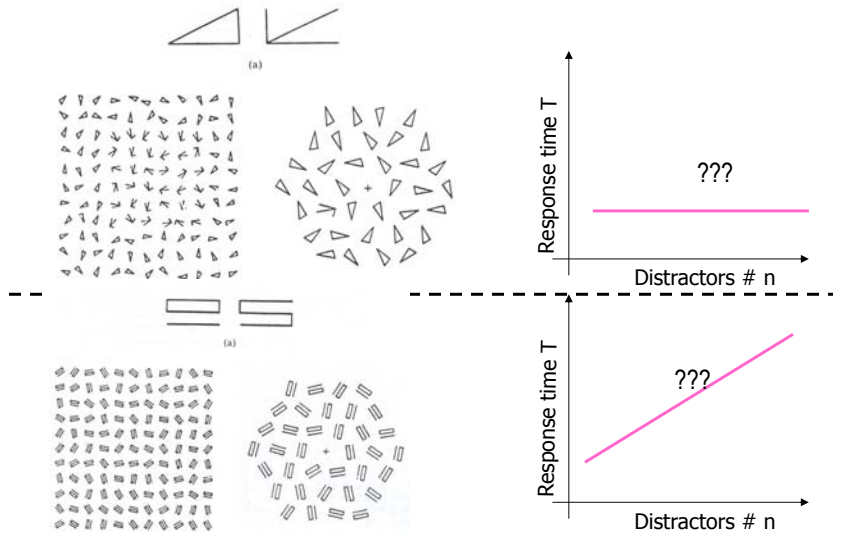 (a)
Response time T
???
Distractors # n
(a)
Response time T
???
Distractors # n